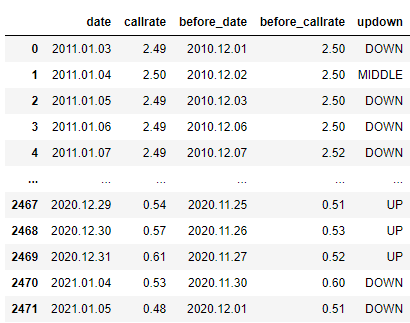 date callrate before_date before_callrate updown
0 2011.01.03 2.49 2010.12.01 2.50 DOWN
1 2011.01.04 2.50 2010.12.02 2.50 MIDDLE
2 2011.01.05 2.49 2010.12.03 2.50 DOWN
3 2011.01.06 2.49 2010.12.06 2.50 DOWN
4 2011.01.07 2.49 2010.12.07 2.52 DOWN
... ... ... ... ... ...
2467 2020.12.29 0.54 2020.11.25 0.51 UP
2468 2020.12.30 0.57 2020.11.26 0.53 UP
2469 2020.12.31 0.61 2020.11.27 0.52 UP
2470 2021.01.04 0.53 2020.11.30 0.60 DOWN
2471 2021.01.05 0.48 2020.12.01 0.51 DOWN